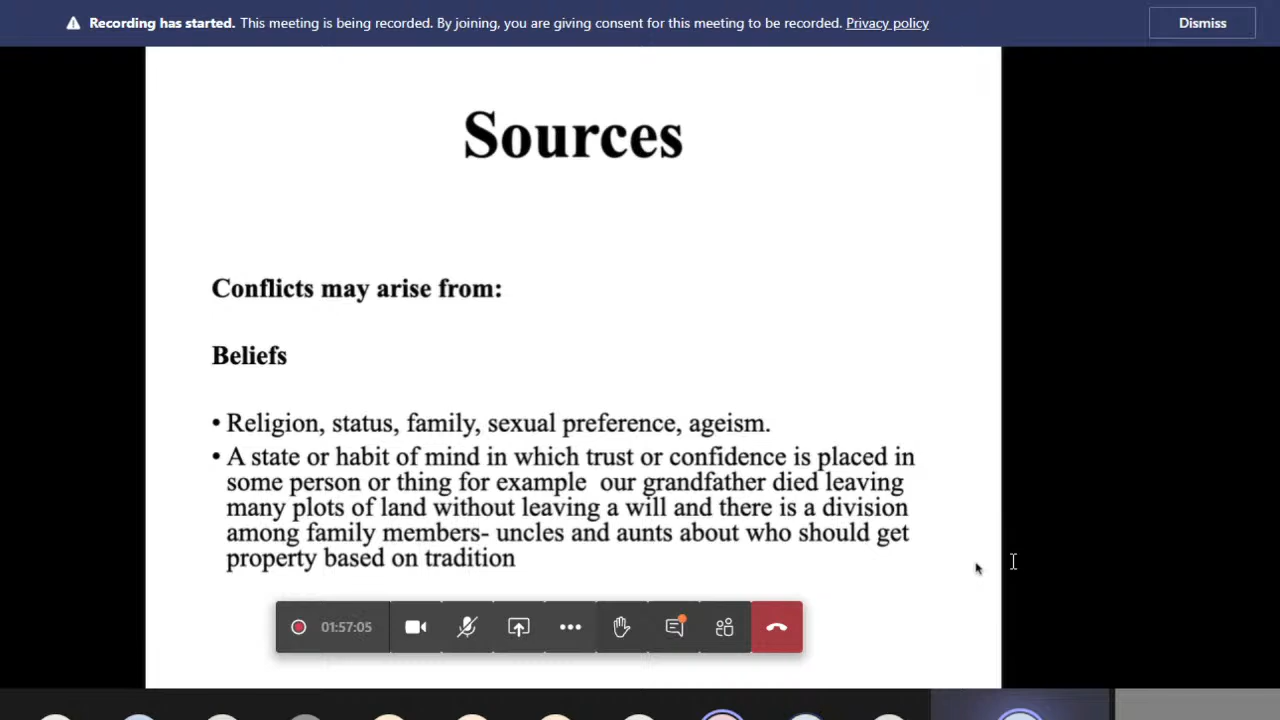 Recording has started. This meeting is being recorded. By joining, you are giving consent for this meeting to be recorded. Privacy policy
Dismiss
Sources
Conflicts may arise from:
Beliefs
• Religion, status, family, sexual preference, ageism.
• A state or habit of mind in which trust or confidence is placed in
some person or thing for example  our grandfather died leaving
many plots of land without leaving a will and there is a division
among family members- uncles and aunts about who should get
property based on tradition
01:57:05